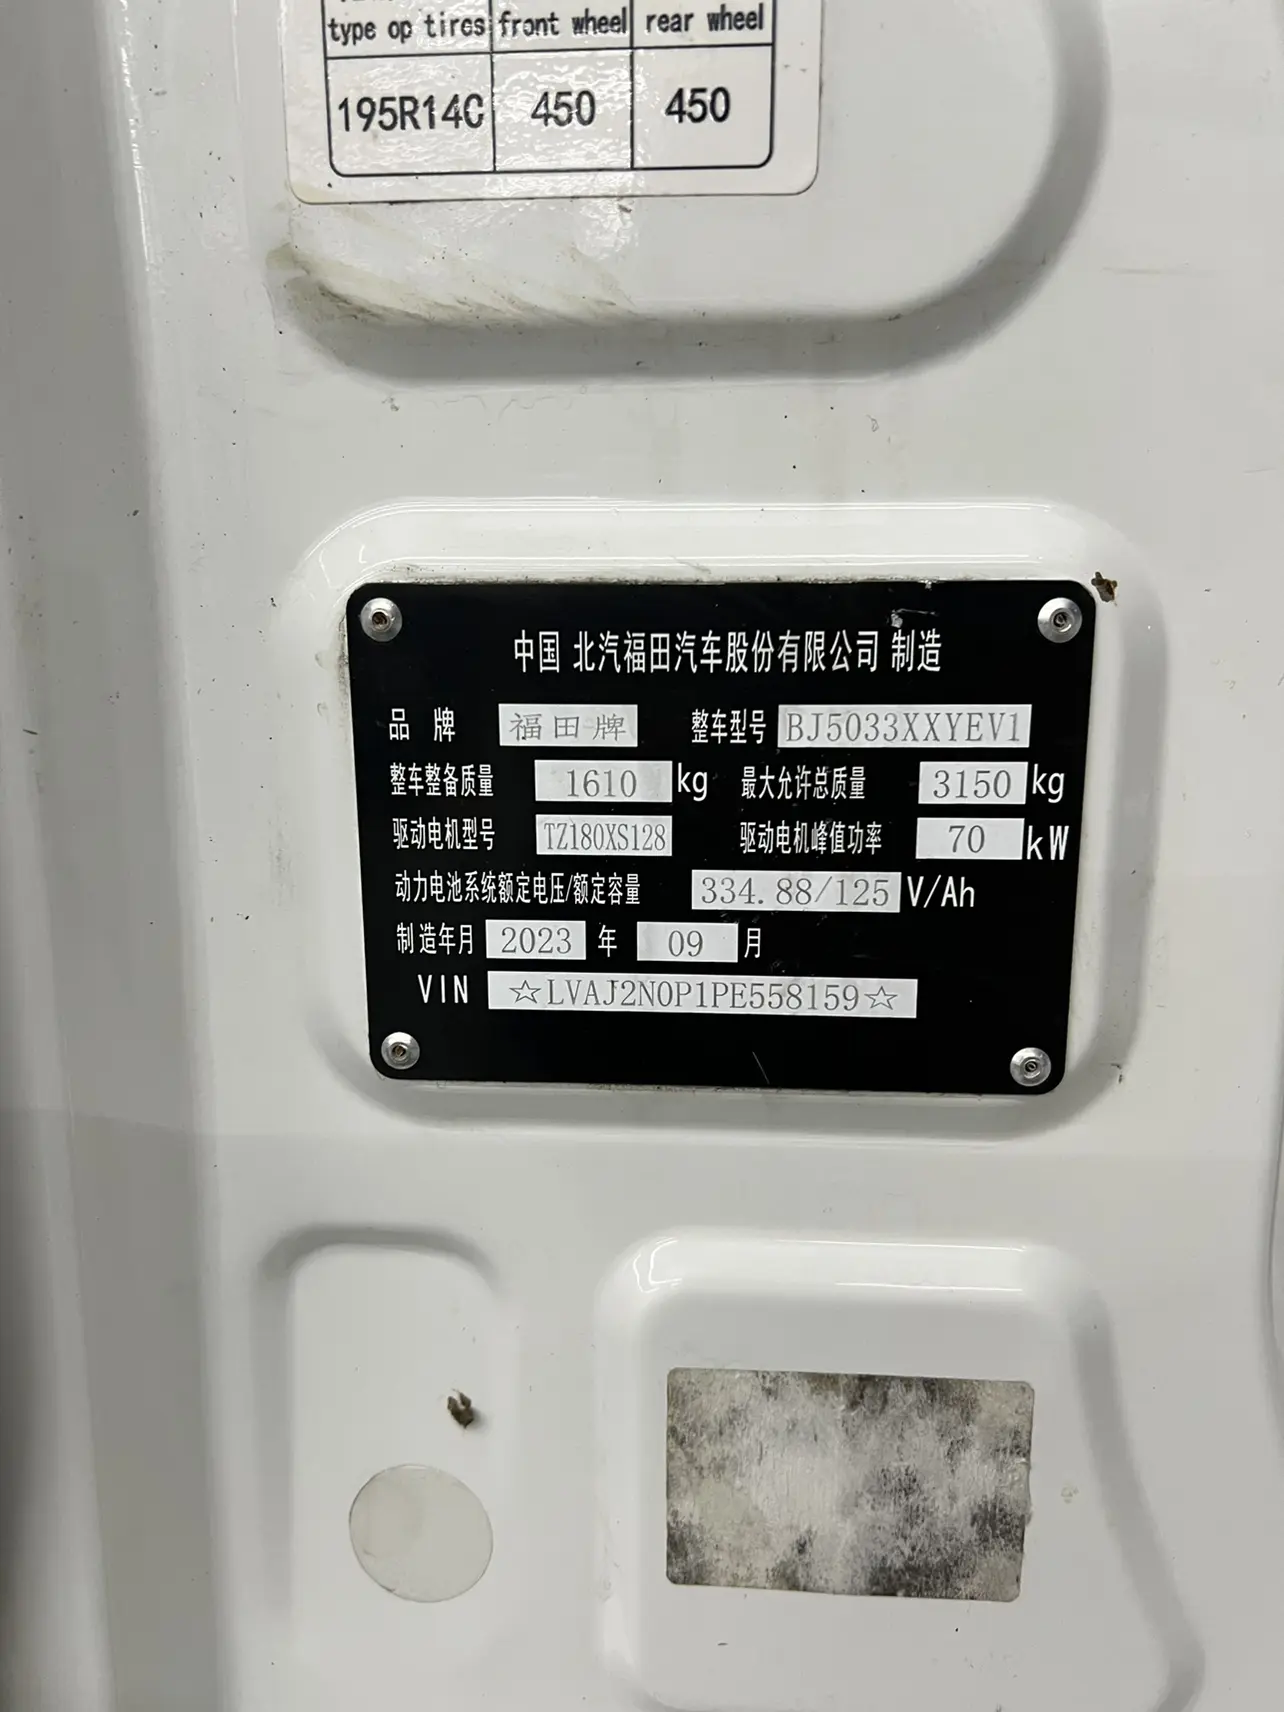 type op tires front wheel rear wheel
195R14C 450 450
中国 北汽福田汽车股份有限公司 制造
品 牌 福田牌 整车型号 BJ5033XXYEV1
整车整备质量 1610 kg 最大允许总质量 3150 kg
驱动电机型号 TZ180XS128 驱动电机峰值功率 70 kW
动力电池系统额定电压/额定容量 334.88/125 V/Ah
制造年月 2023 年 09 月
VIN ☆LVAJ2N0P1PE558159☆